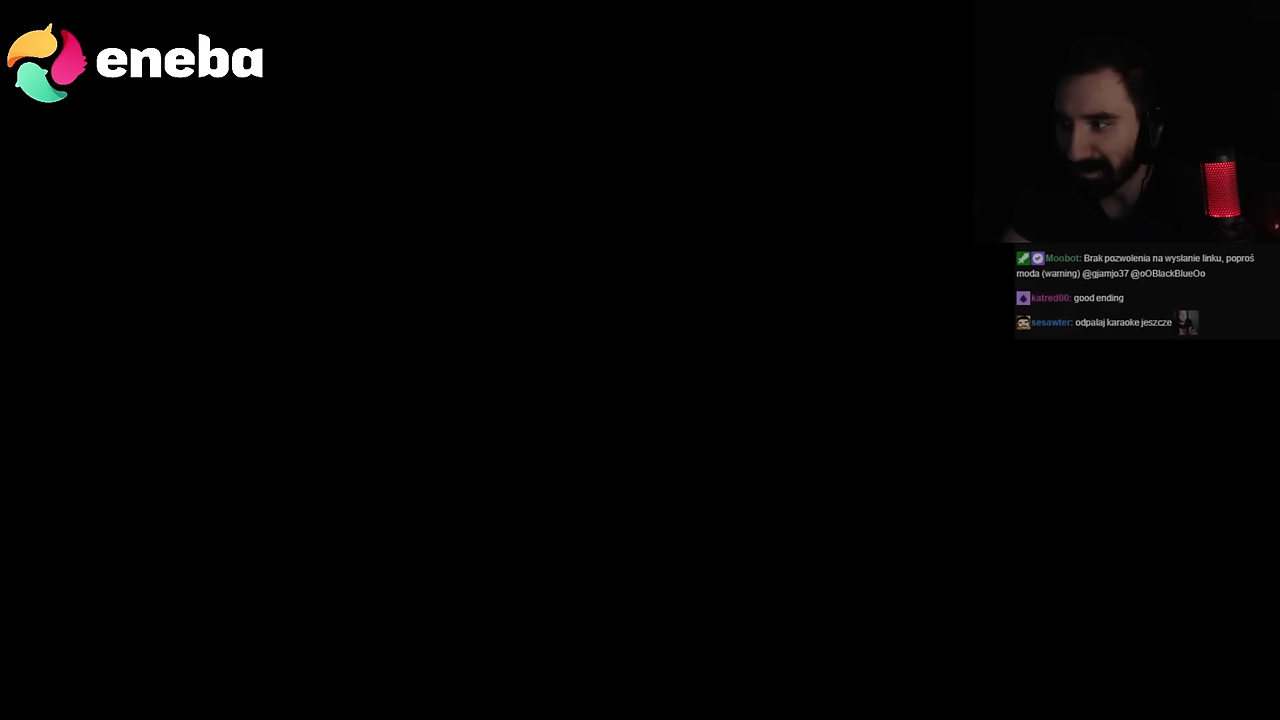 eneba
Moobot: Brak pozwolenia na wysłanie linku, poproś
moda (warning) @gjamjo37 @oOBlackBlueOo
katred00: good ending
sesawter: odpalaj karaoke jeszcze